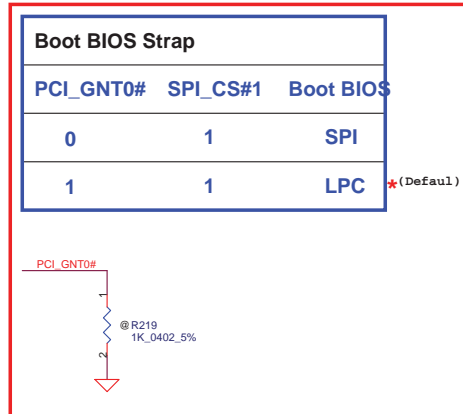 Boot BIOS Strap
PCI_GNT0# SPI_CS#1 Boot BIOS
0 1 SPI
1 1 LPC *(Defaul)
PCI_GNT0#
1
@ R219
1K_0402_5%
2